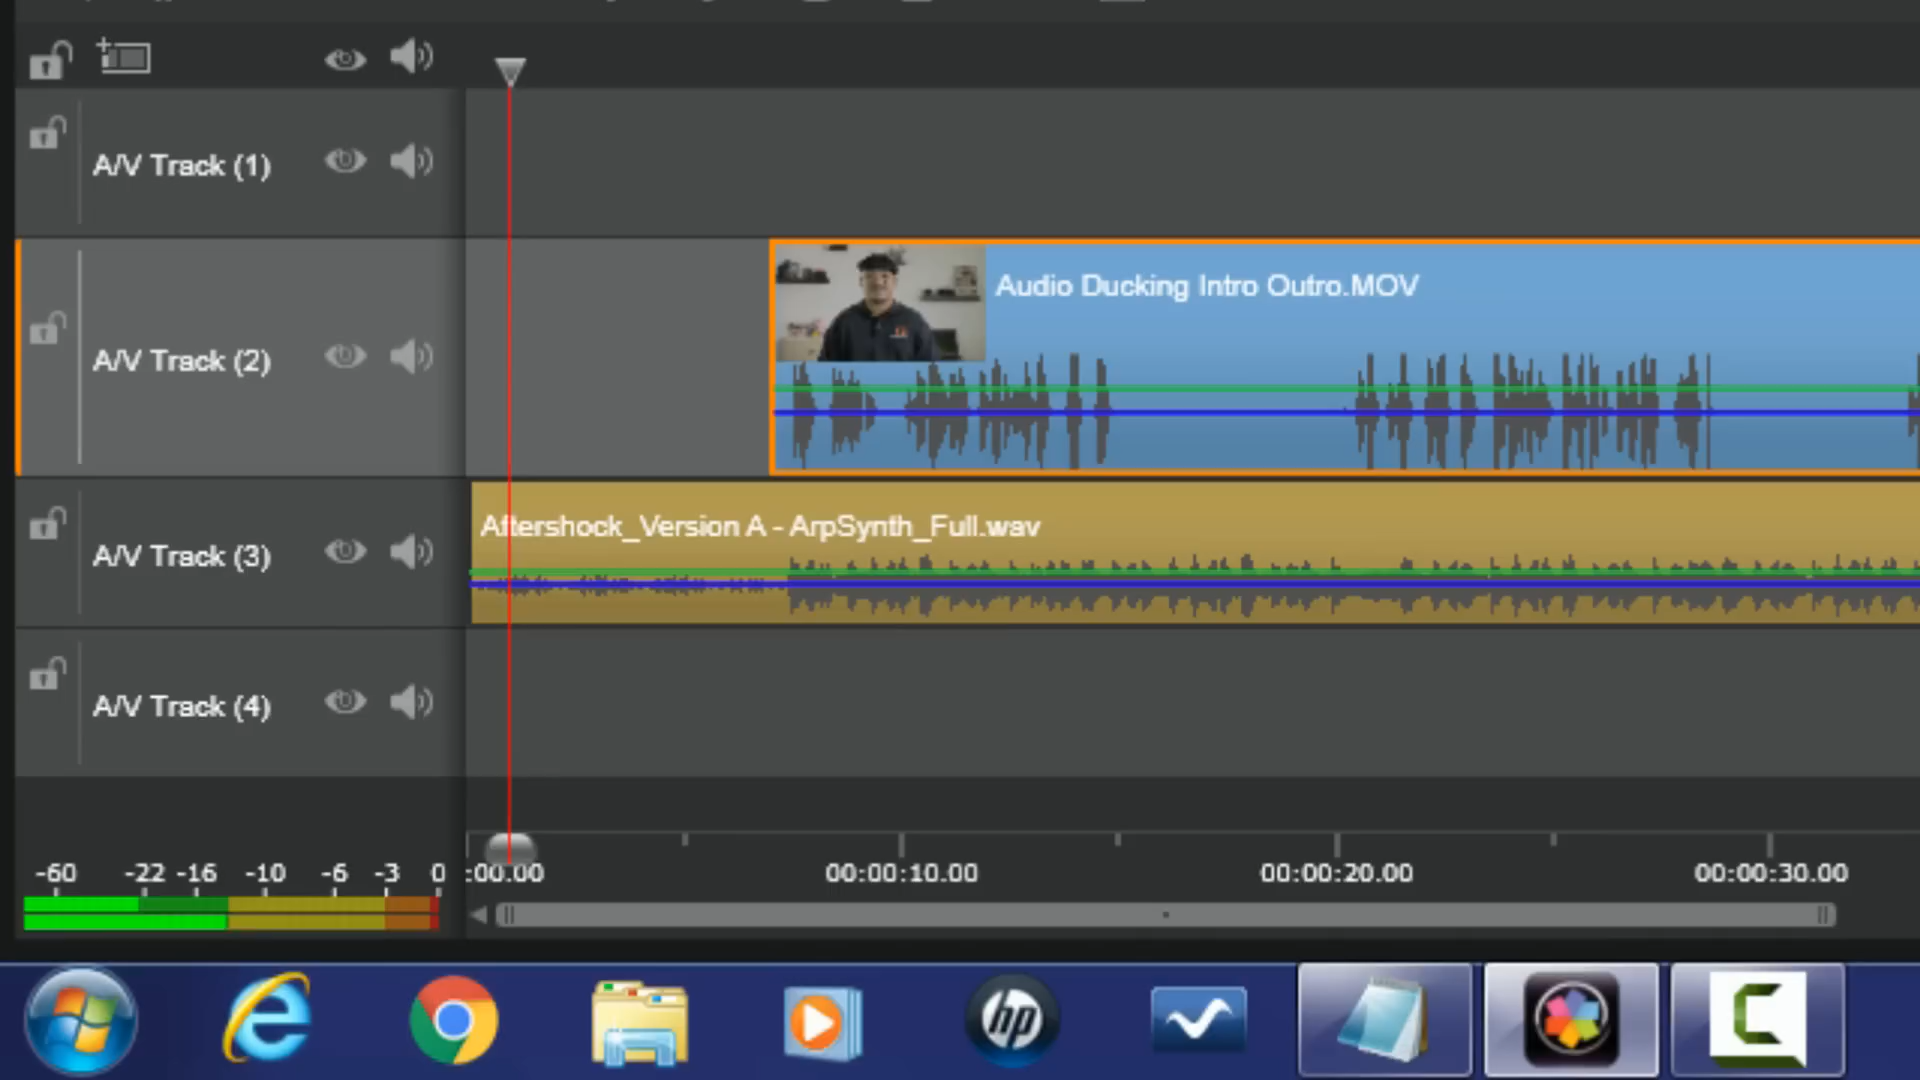 A/V Track (1)
Audio Ducking Intro Outro.MOV
A/V Track (2)
Aftershock_Version A - ArpSynth_Full.wav
A/V Track (3)
A/V Track (4)
-60 -22 -16 -10 -6 -3 0
:00.00 00:00:10.00 00:00:20.00 00:00:30.00
hp